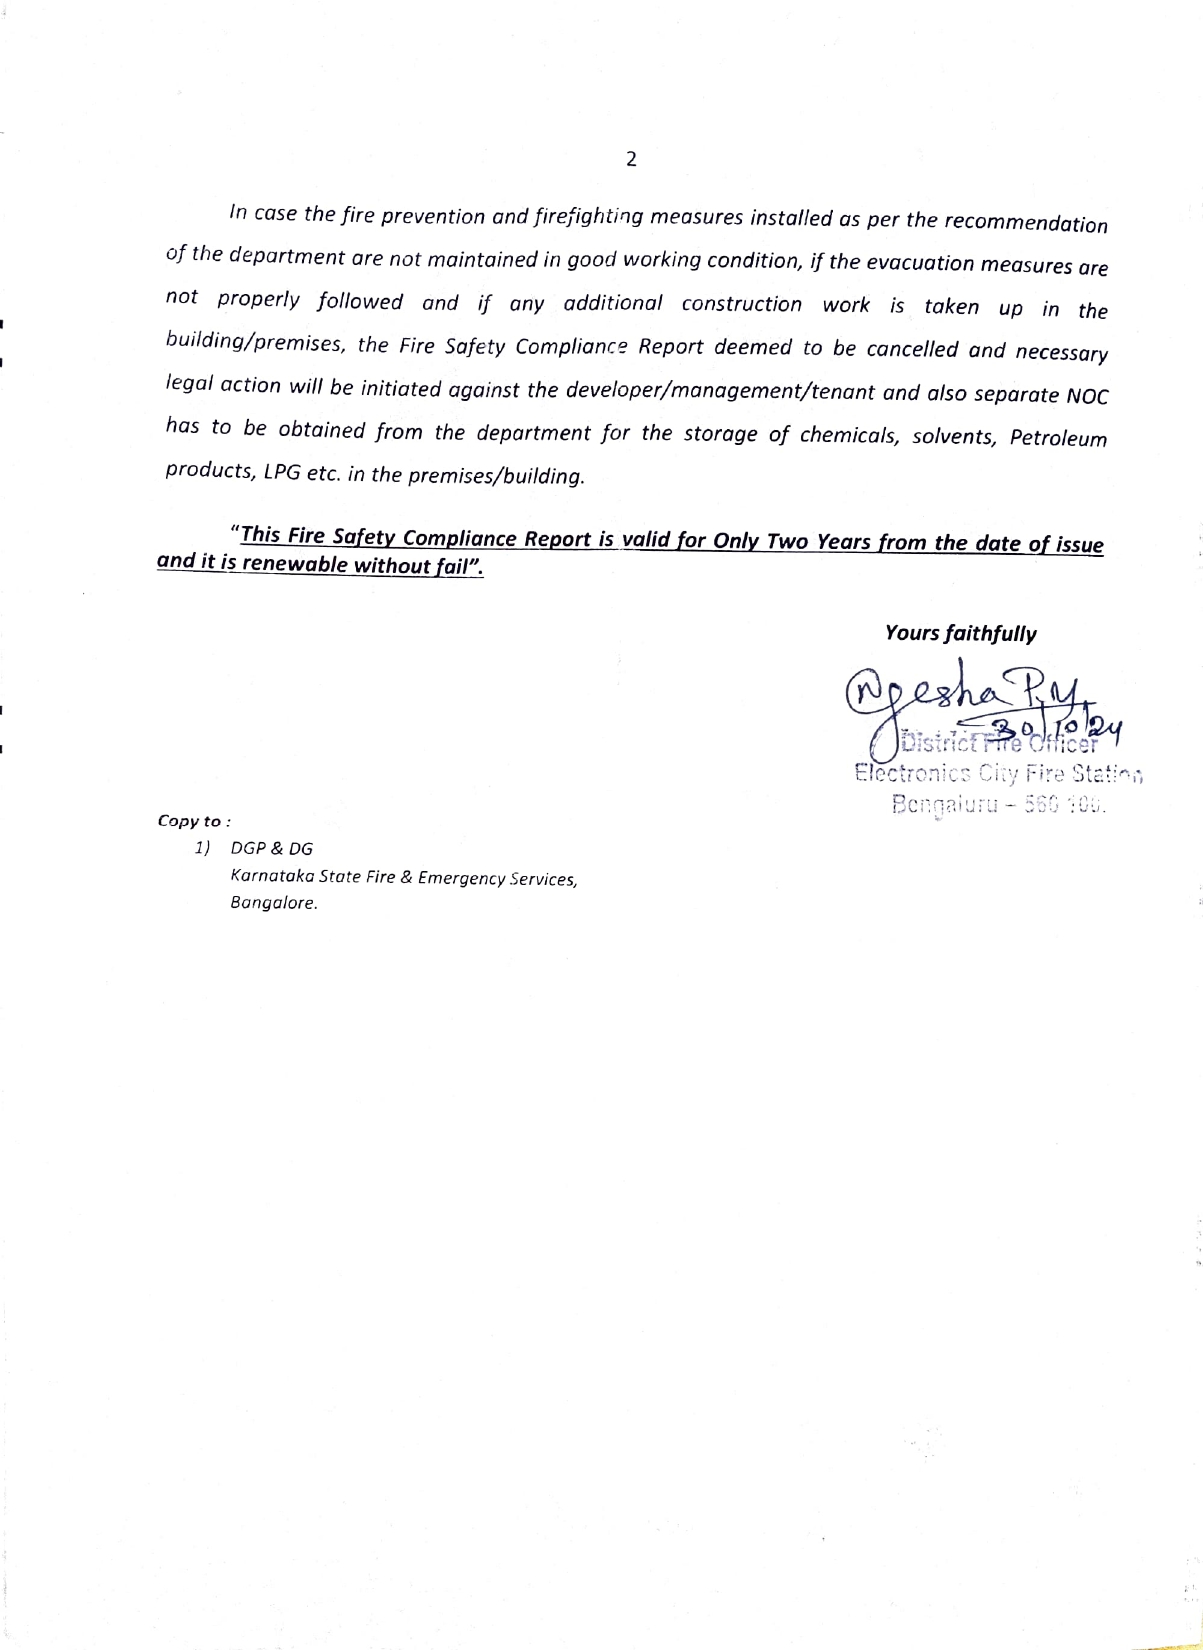 2
In case the fire prevention and firefighting measures installed as per the recommendation
of the department are not maintained in good working condition, if the evacuation measures are
not properly followed and if any additional construction work is taken up in the
building/premises, the Fire Safety Compliance Report deemed to be cancelled and necessary
legal action will be initiated against the developer/management/tenant and also separate NOC
has to be obtained from the department for the storage of chemicals, solvents, Petroleum
products, LPG etc. in the premises/building.
“This Fire Safety Compliance Report is valid for Only Two Years from the date of issue
and it is renewable without fail”.
Yours faithfully
P.M.
30/10/24
District Fire Officer
Electronics City Fire Station
Bengaluru – 560 100.
Copy to :
1) DGP & DG
Karnataka State Fire & Emergency Services,
Bangalore.